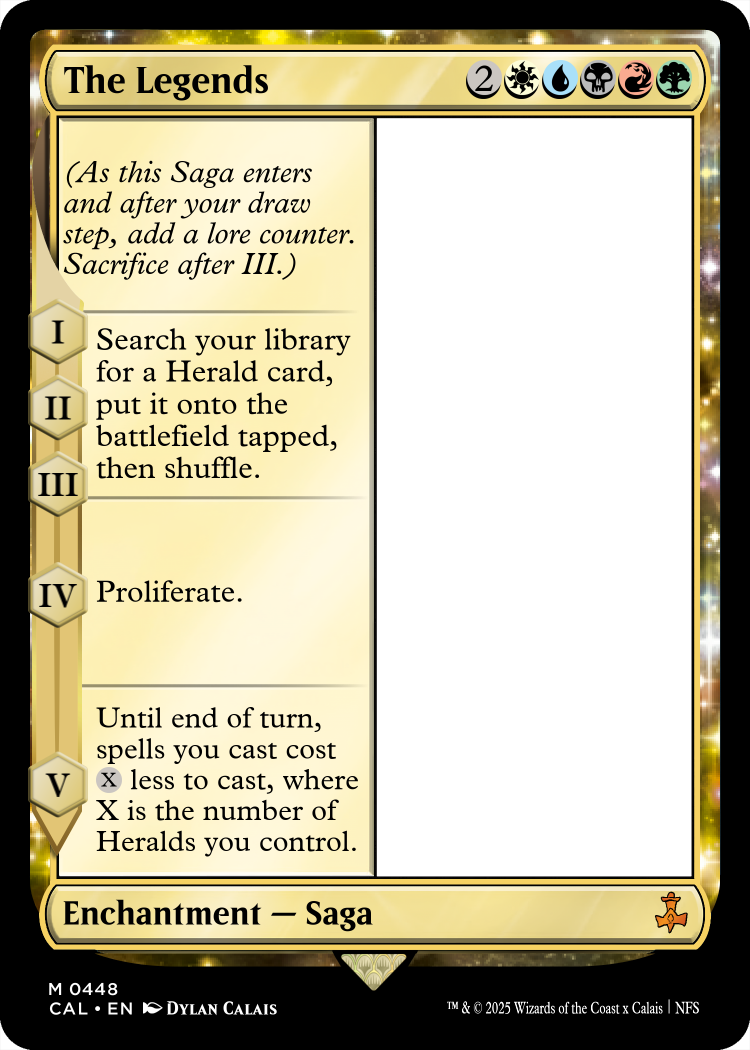 The Legends 2
(As this Saga enters
and after your draw
step, add a lore counter.
Sacrifice after III.)
I
II
III
Search your library
for a Herald card,
put it onto the
battlefield tapped,
then shuffle.
IV
Proliferate.
V
Until end of turn,
spells you cast cost
X less to cast, where
X is the number of
Heralds you control.
Enchantment — Saga
M 0448
CAL • EN DYLAN CALAIS
™ & © 2025 Wizards of the Coast x Calais | NFS